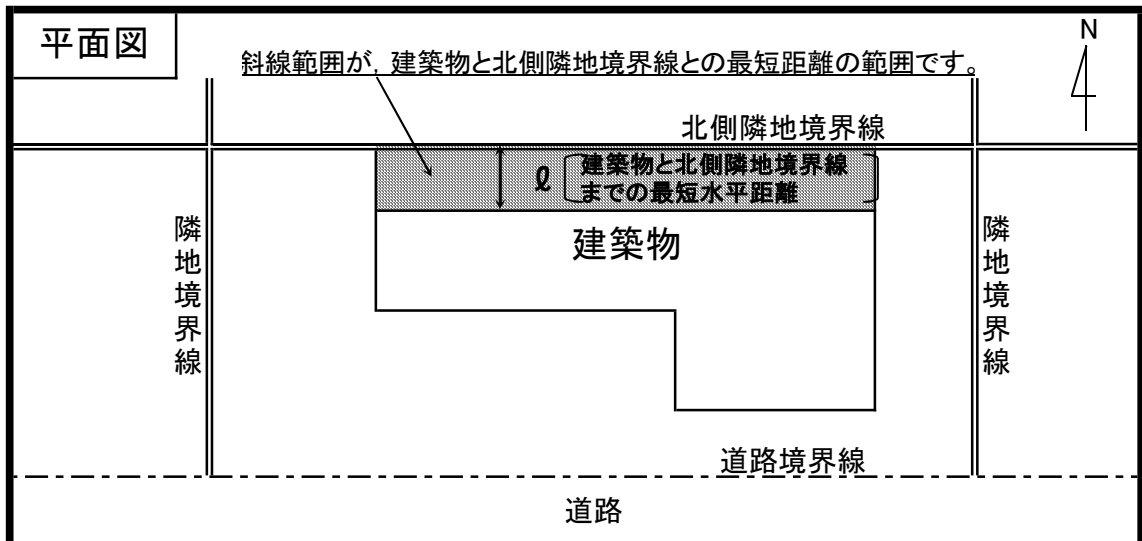 平面図
斜線範囲が，建築物と北側隣地境界線との最短距離の範囲です。
N
北側隣地境界線
ℓ
建築物と北側隣地境界線
までの最短水平距離
隣地境界線
建築物
隣地境界線
道路境界線
道路